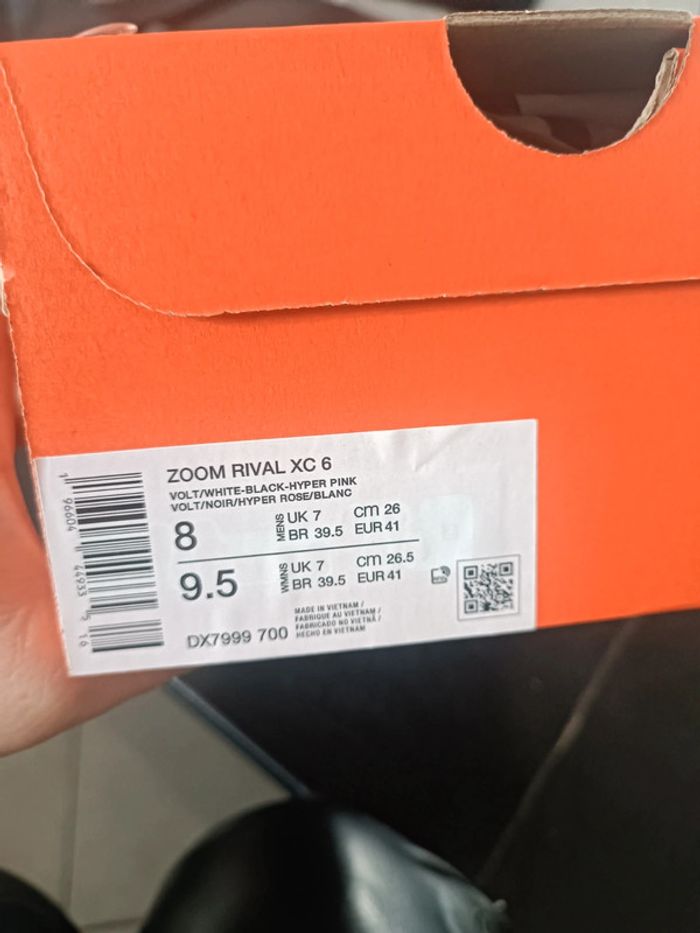 ZOOM RIVAL XC 6
VOLT/WHITE-BLACK-HYPER PINK
VOLT/NOIR/HYPER ROSE/BLANC
8 MENS UK 7 cm 26
BR 39.5 EUR 41
9.5 WMNS UK 7 cm 26.5
BR 39.5 EUR 41
DX7999 700
MADE IN VIETNAM /
FABRIQUE AU VIETNAM /
FABRICADO NO VIETNÃ /
HECHO EN VIETNAM